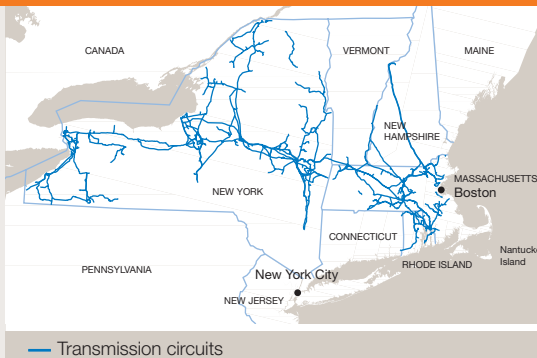 CANADA
VERMONT
MAINE
NEW
HAMPSHIRE
MASSACHUSETTS
Boston
NEW YORK
CONNECTICUT
Nantucke
Island
RHODE ISLAND
PENNSYLVANIA
New York City
NEW JERSEY
Transmission circuits